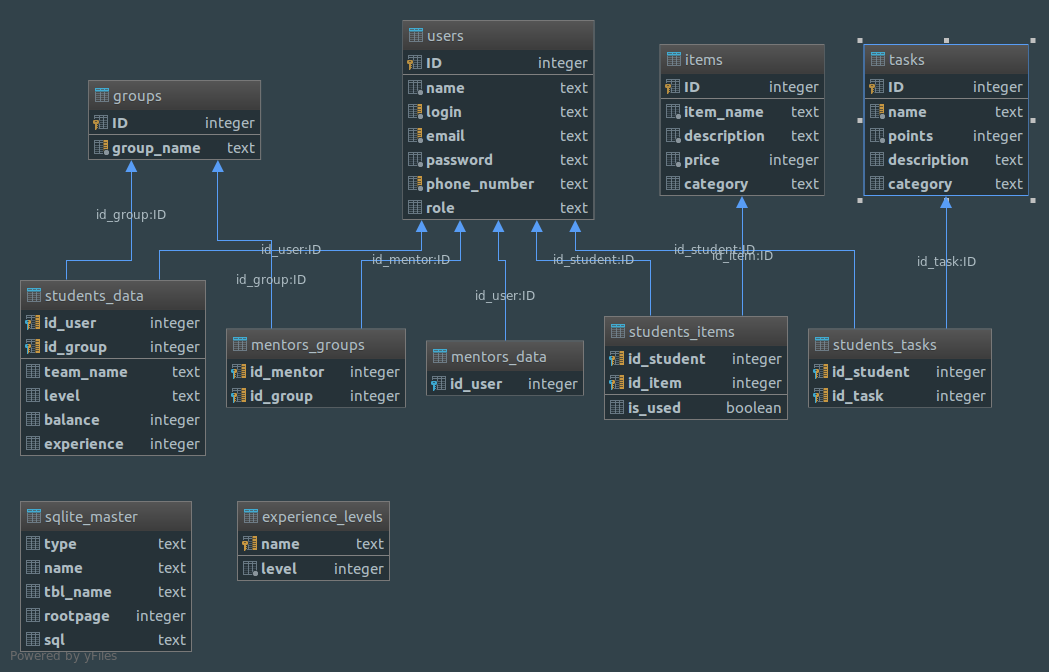 users
ID integer
name text
login text
email text
password text
phone_number text
role text
items
ID integer
item_name text
description text
price integer
category text
tasks
ID integer
name text
points integer
description text
category text
groups
ID integer
group_name text
id_group:ID
id_user:ID
id_mentor:ID
id_student:ID
id_student:ID
id_item:ID
id_task:ID
id_group:ID
id_user:ID
students_data
id_user integer
id_group integer
team_name text
level text
balance integer
experience integer
mentors_groups
id_mentor integer
id_group integer
mentors_data
id_user integer
students_items
id_student integer
id_item integer
is_used boolean
students_tasks
id_student integer
id_task integer
sqlite_master
type text
name text
tbl_name text
rootpage integer
sql text
experience_levels
name text
level integer
Powered by yFiles